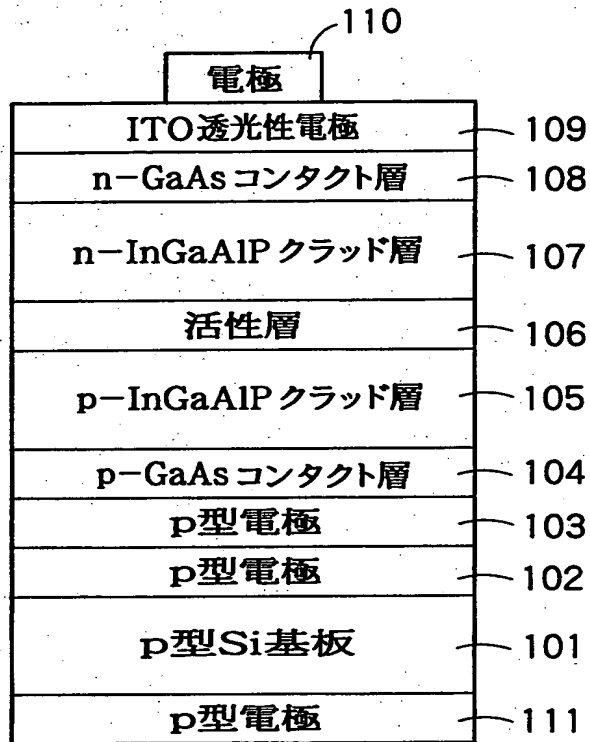 110
電極
ITO透光性電極 109
n-GaAsコンタクト層 108
n-InGaAlPクラッド層 107
活性層 106
p-InGaAlPクラッド層 105
p-GaAsコンタクト層 104
p型電極 103
p型電極 102
p型Si基板 101
p型電極 111